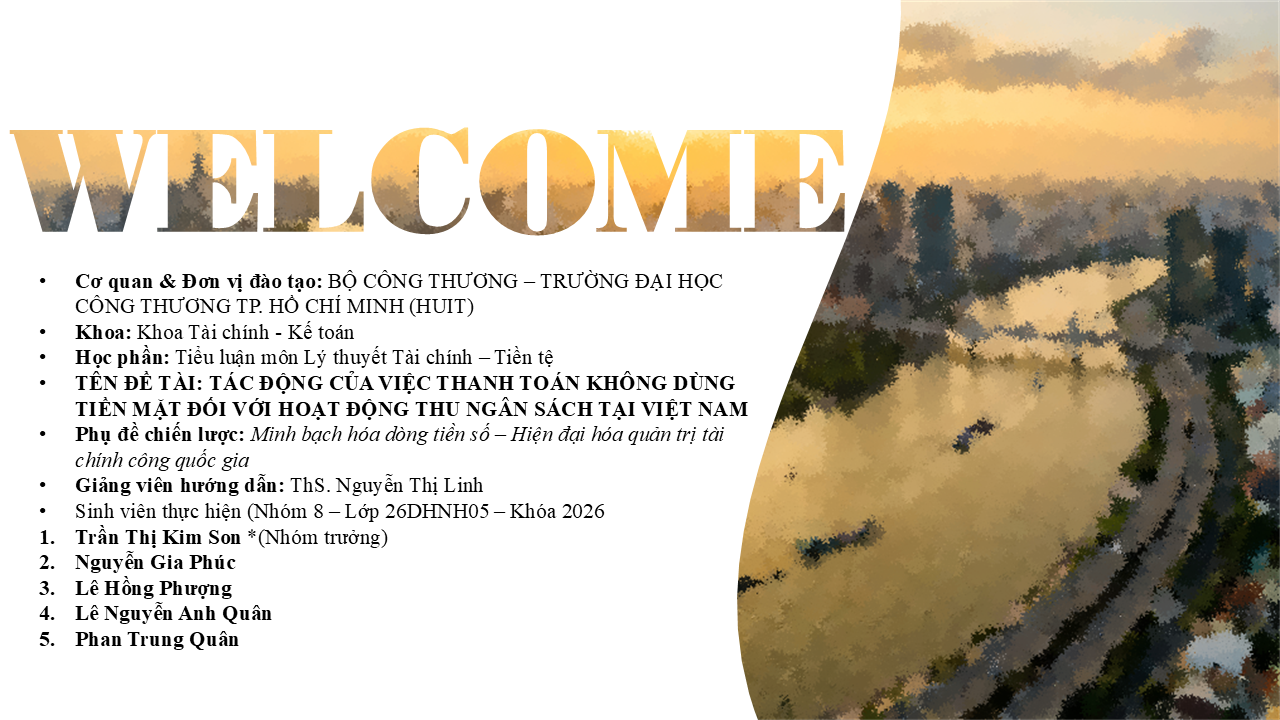 WELCOME
• Cơ quan & Đơn vị đào tạo: BỘ CÔNG THƯƠNG – TRƯỜNG ĐẠI HỌC
CÔNG THƯƠNG TP. HỒ CHÍ MINH (HUIT)
• Khoa: Khoa Tài chính - Kế toán
• Học phần: Tiểu luận môn Lý thuyết Tài chính – Tiền tệ
• TÊN ĐỀ TÀI: TÁC ĐỘNG CỦA VIỆC THANH TOÁN KHÔNG DÙNG
TIỀN MẶT ĐỐI VỚI HOẠT ĐỘNG THU NGÂN SÁCH TẠI VIỆT NAM
• Phụ đề chiến lược: Minh bạch hóa dòng tiền số – Hiện đại hóa quản trị tài
chính công quốc gia
• Giảng viên hướng dẫn: ThS. Nguyễn Thị Linh
• Sinh viên thực hiện (Nhóm 8 – Lớp 26DHNH05 – Khóa 2026
1. Trần Thị Kim Son *(Nhóm trưởng)
2. Nguyễn Gia Phúc
3. Lê Hồng Phượng
4. Lê Nguyễn Anh Quân
5. Phan Trung Quân